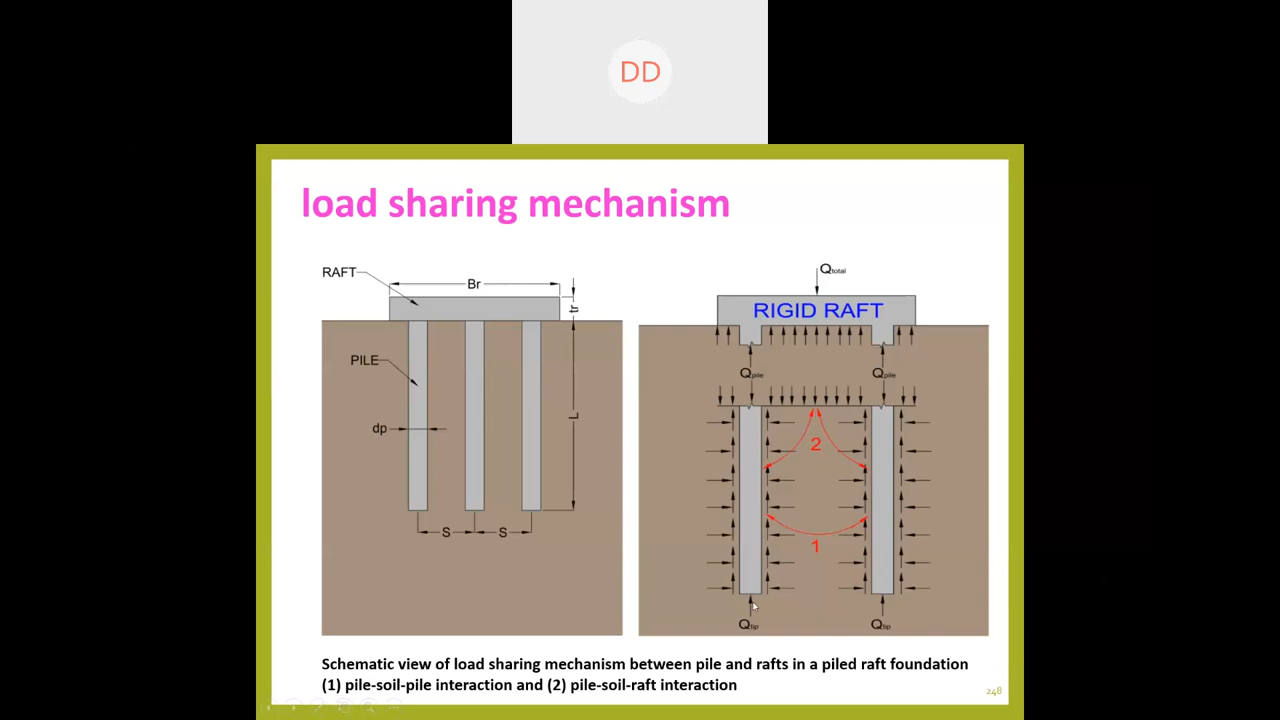 DD
load sharing mechanism
RAFT
Br
tr
PILE
dp
L
S
S
Qtotal
RIGID RAFT
Qpile
Qpile
2
1
Qtip
Qtip
Schematic view of load sharing mechanism between pile and rafts in a piled raft foundation
(1) pile-soil-pile interaction and (2) pile-soil-raft interaction
248